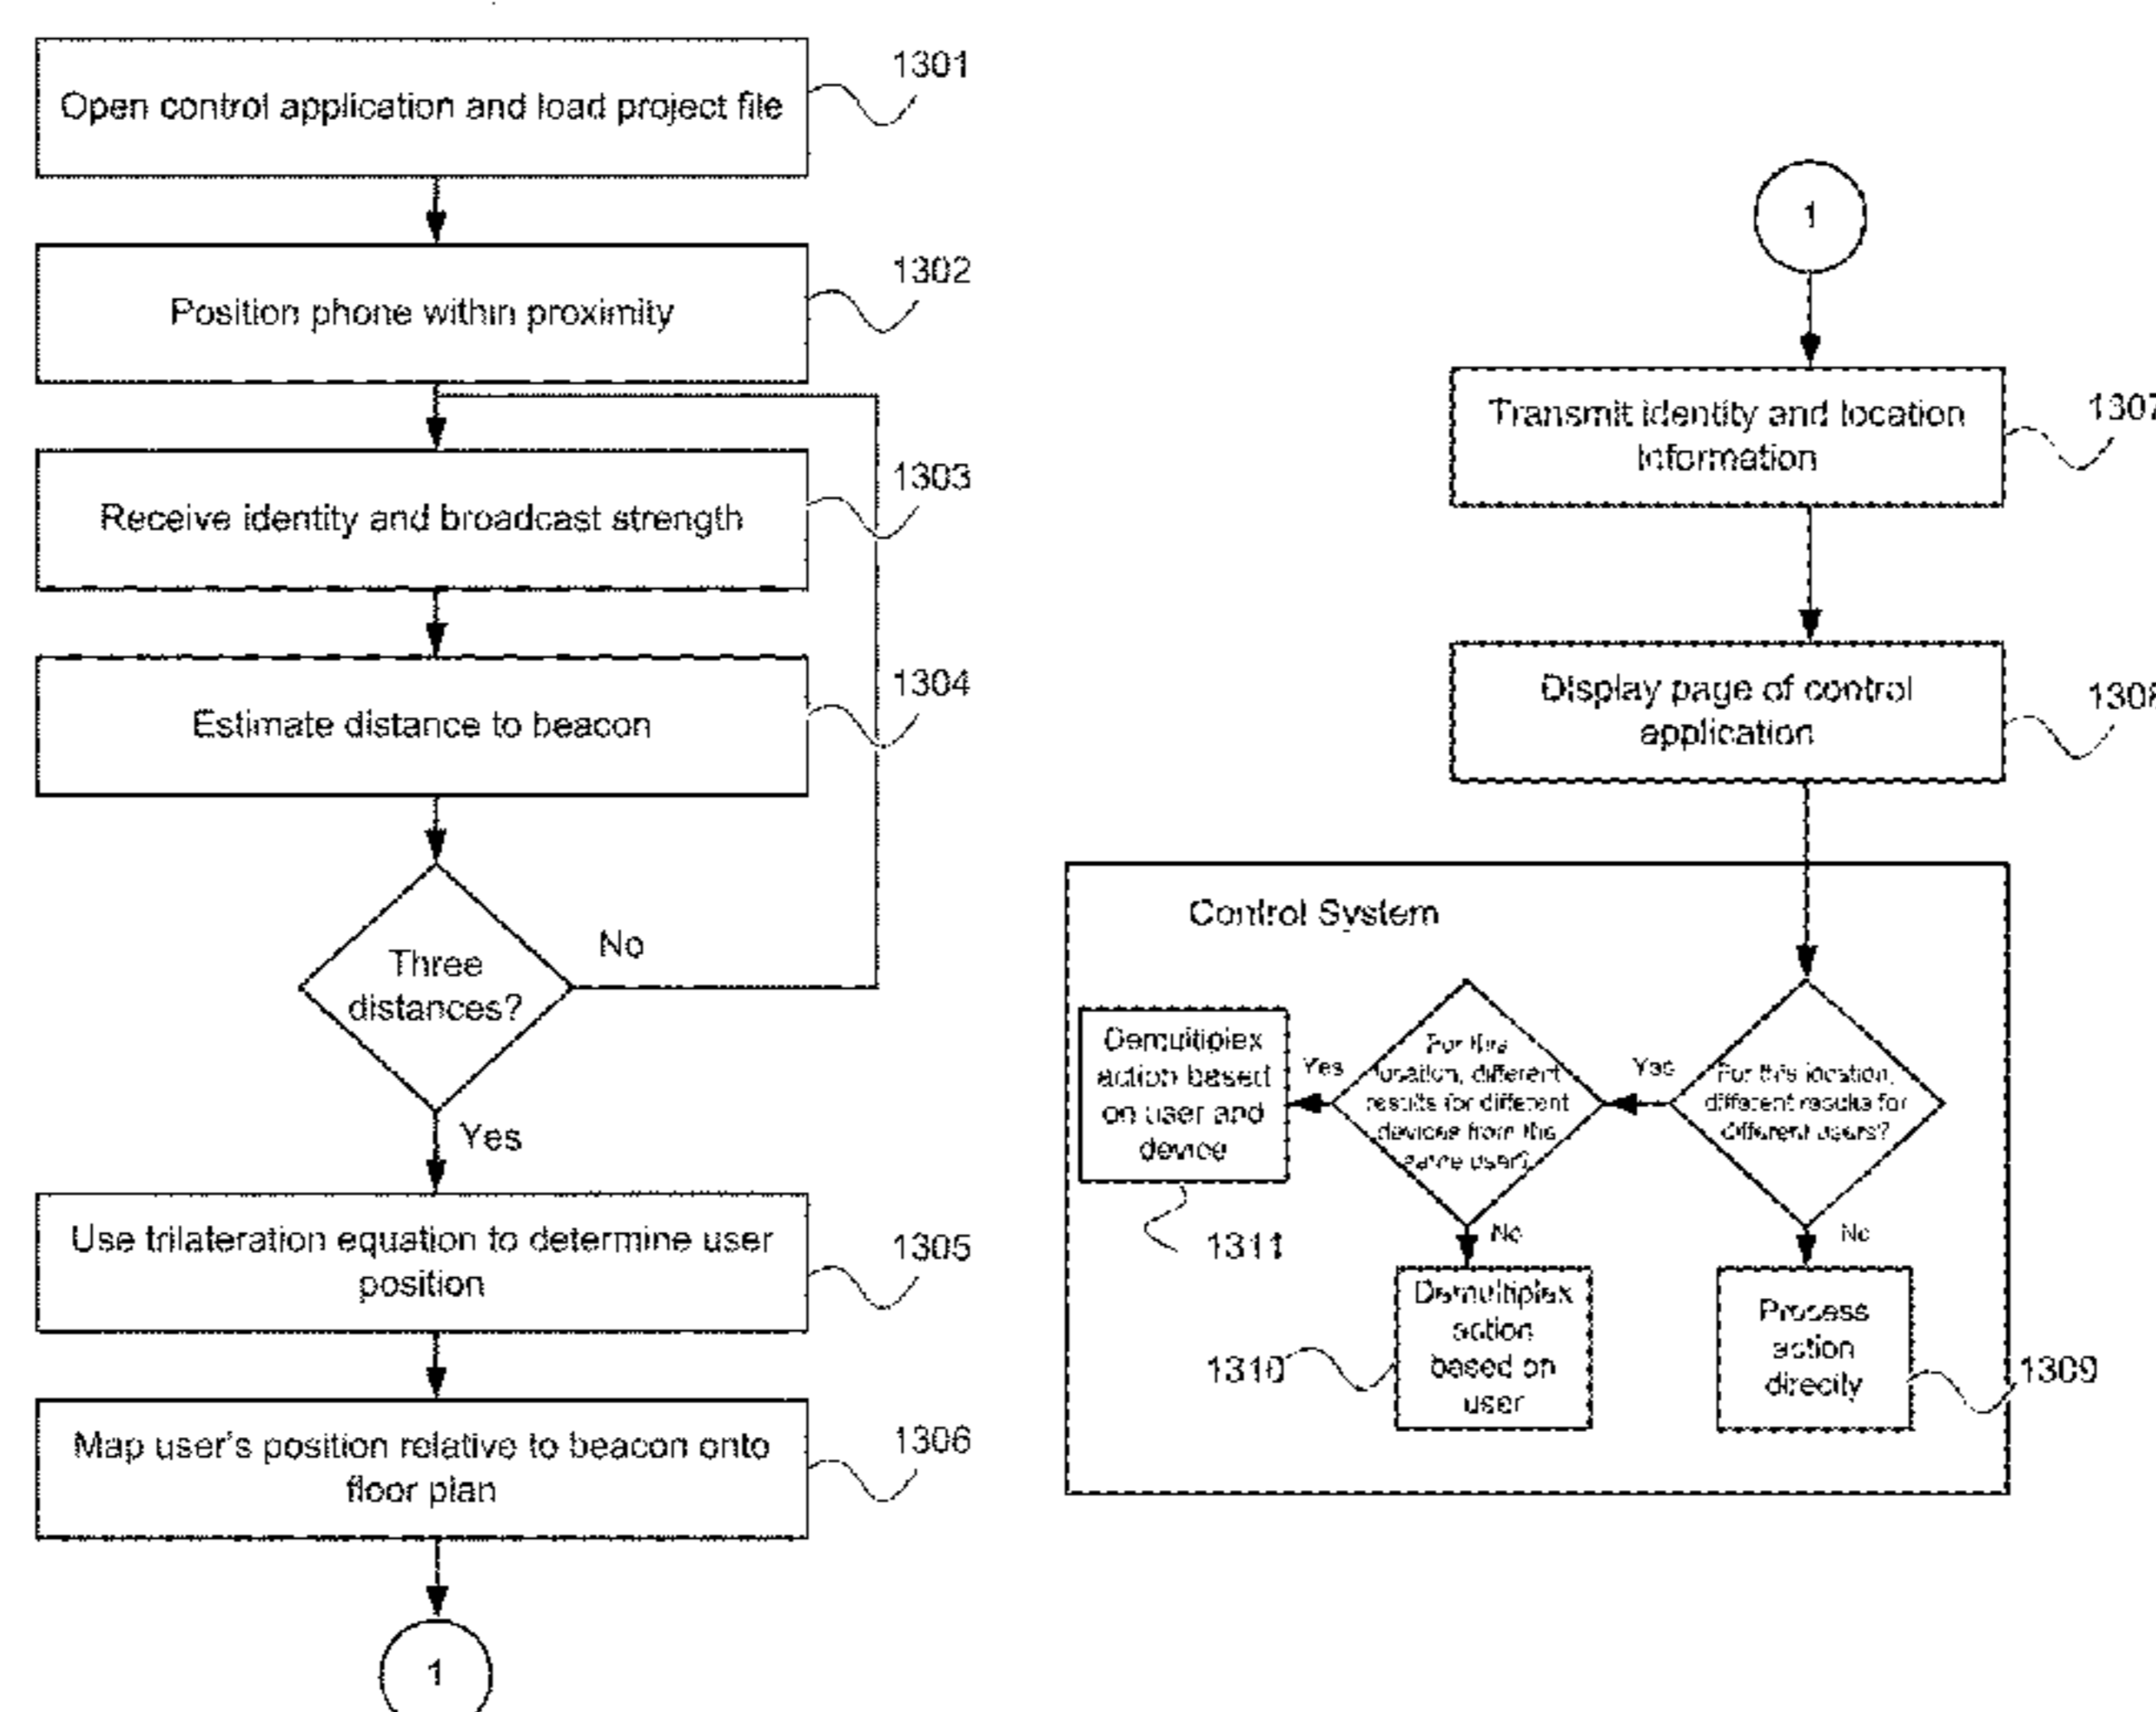 Open control application and load project file
1301
Position phone within proximity
1302
Receive identity and broadcast strength
1303
Estimate distance to beacon
1304
Three
distances?
No
Yes
Use trilateration equation to determine user
position
1305
Map user's position relative to beacon onto
floor plan
1306
1
1
Transmit identity and location
Information
1307
Display page of control
application
1308
Control System
For this location,
different results for
different users?
Yes
No
Process
action
directly
1309
For this
location, different
results for different
devices from the
same user?
Yes
No
Demultiplex
action
based on
user
1310
Demultiplex
action based
on user and
device
1311